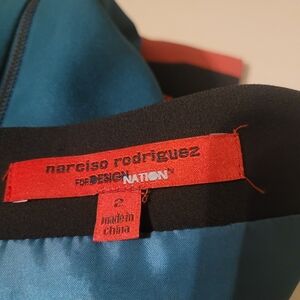 narciso rodriguez
FOR DESIGNATION
2
made in
china